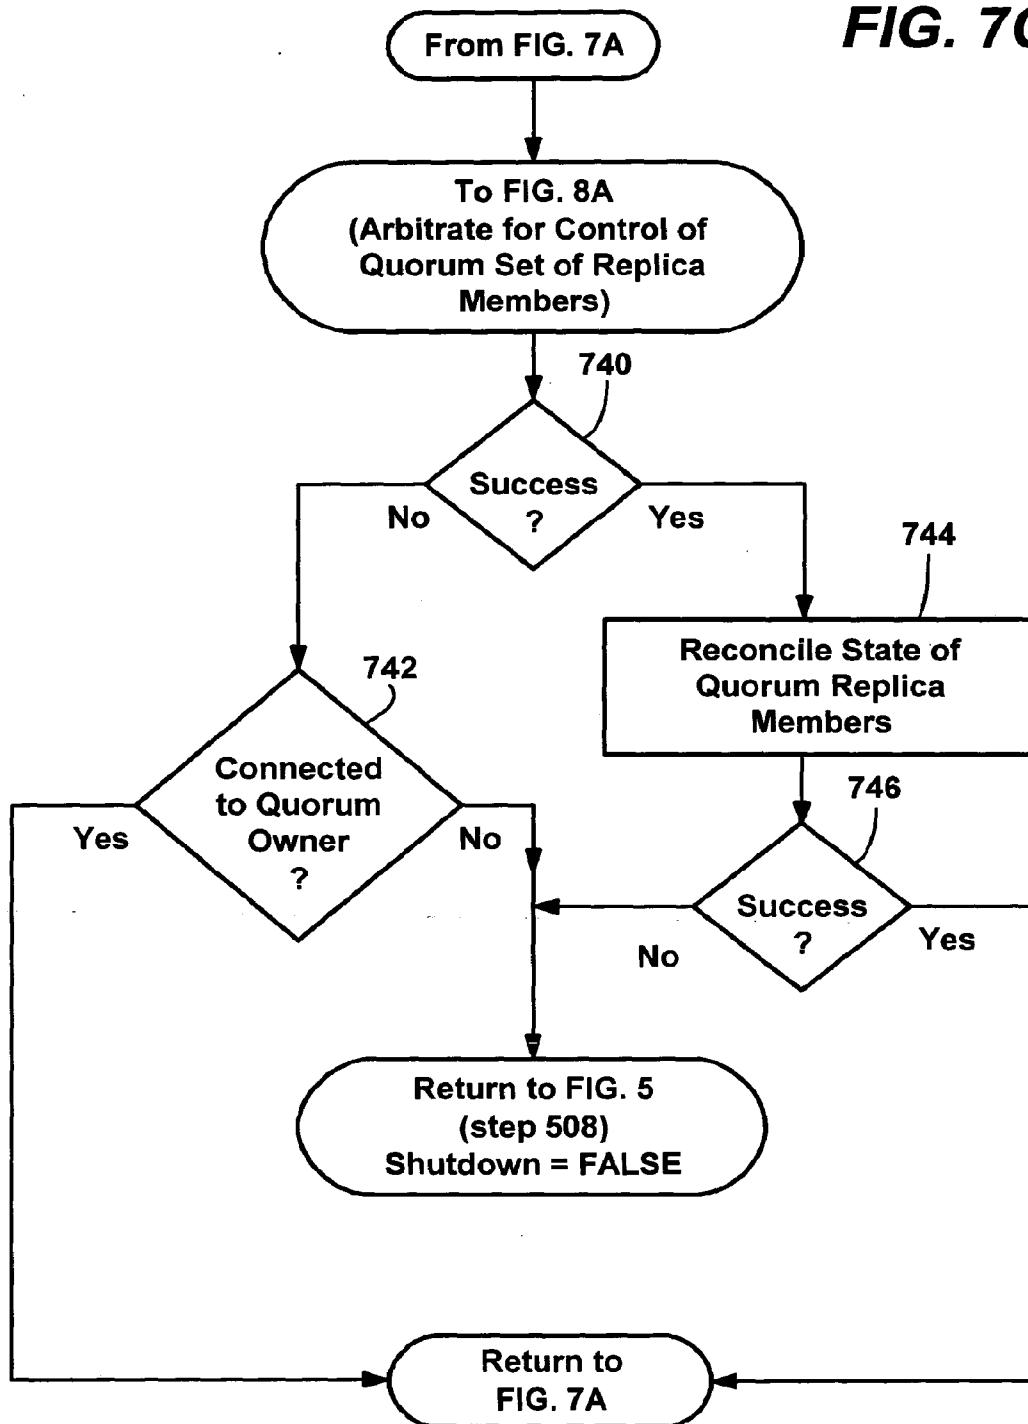 FIG. 7C
From FIG. 7A
To FIG. 8A
(Arbitrate for Control of
Quorum Set of Replica
Members)
740
Success
?
No
Yes
744
Reconcile State of
Quorum Replica
Members
742
Connected
to Quorum
Owner
?
Yes
No
746
Success
?
No
Yes
Return to FIG. 5
(step 508)
Shutdown = FALSE
Return to
FIG. 7A